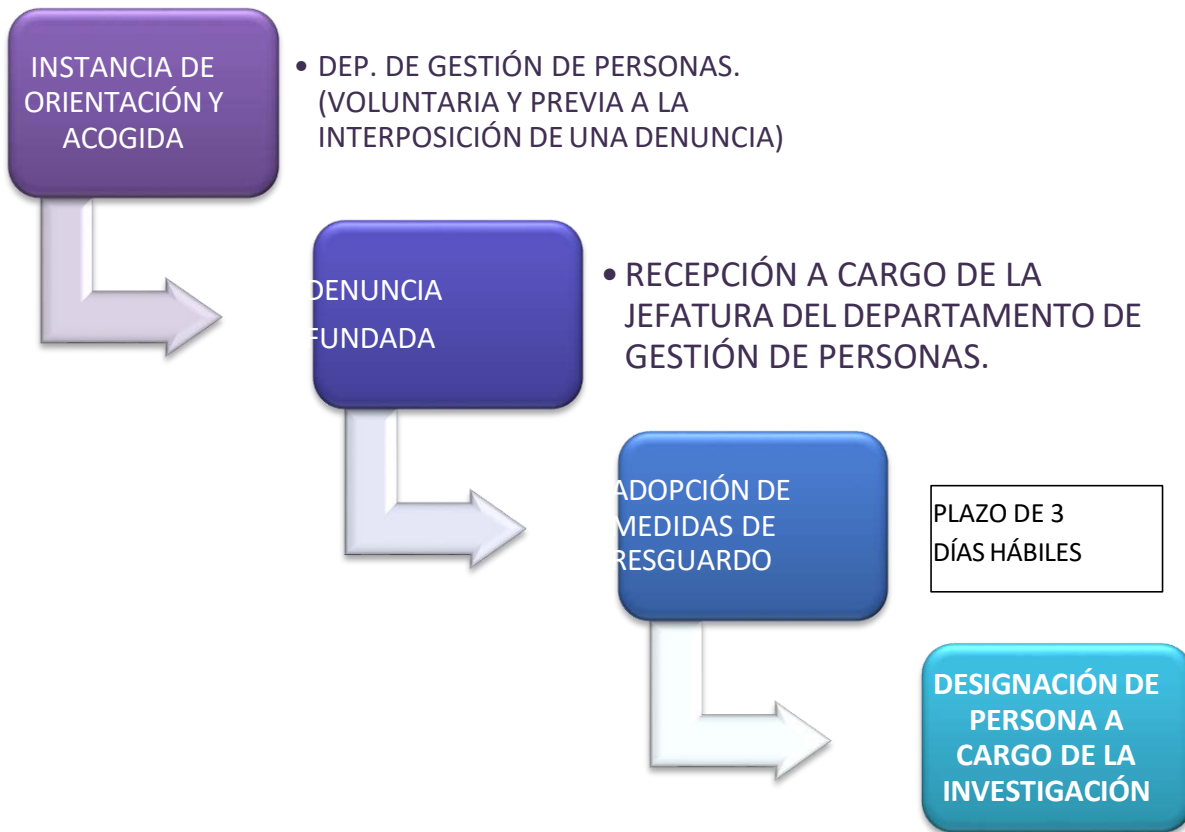 INSTANCIA DE
ORIENTACIÓN Y
ACOGIDA
• DEP. DE GESTIÓN DE PERSONAS.
(VOLUNTARIA Y PREVIA A LA
INTERPOSICIÓN DE UNA DENUNCIA)
DENUNCIA
FUNDADA
• RECEPCIÓN A CARGO DE LA
JEFATURA DEL DEPARTAMENTO DE
GESTIÓN DE PERSONAS.
ADOPCIÓN DE
MEDIDAS DE
RESGUARDO
PLAZO DE 3
DÍAS HÁBILES
DESIGNACIÓN DE
PERSONA A
CARGO DE LA
INVESTIGACIÓN